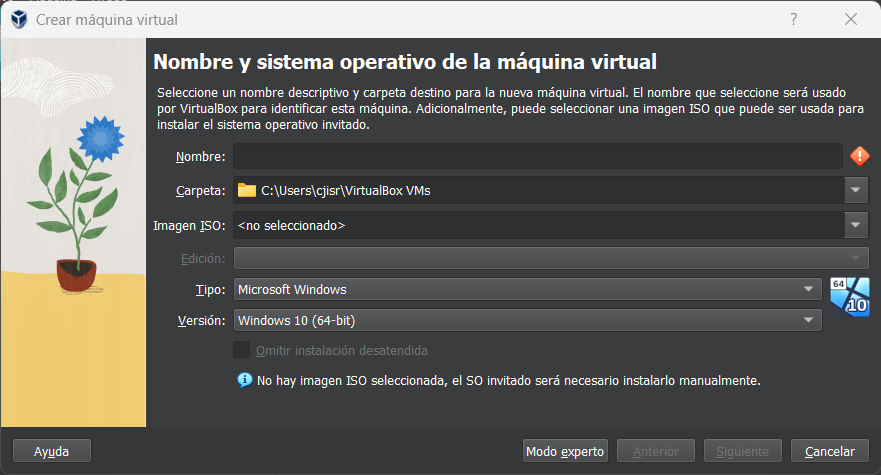 Crear máquina virtual
?
Nombre y sistema operativo de la máquina virtual
Seleccione un nombre descriptivo y carpeta destino para la nueva máquina virtual. El nombre que seleccione será usado
por VirtualBox para identificar esta máquina. Adicionalmente, puede seleccionar una imagen ISO que puede ser usada para
instalar el sistema operativo invitado.
Nombre:
Carpeta: C:\Users\cjisr\VirtualBox VMs
Imagen ISO: <no seleccionado>
Edición:
Tipo: Microsoft Windows
64
10
Versión: Windows 10 (64-bit)
Omitir instalación desatendida
No hay imagen ISO seleccionada, el SO invitado será necesario instalarlo manualmente.
Ayuda Modo experto Anterior Siguiente Cancelar